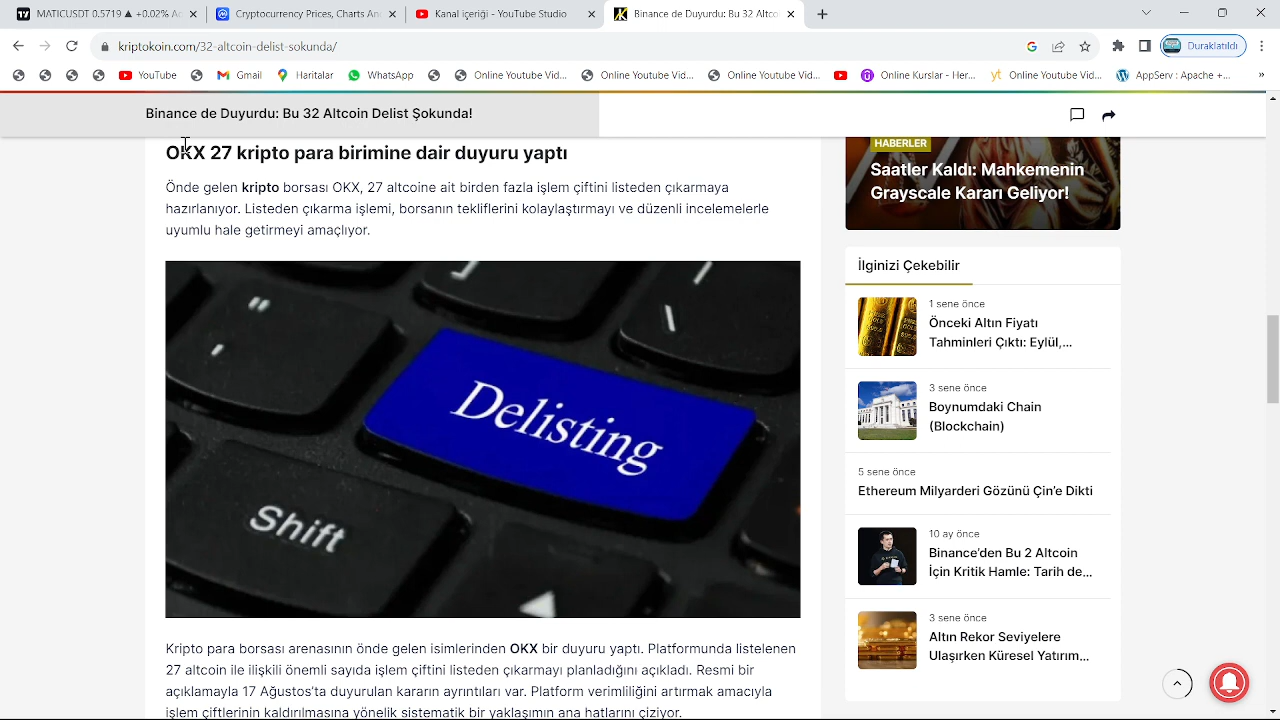 MATICUSDT 0.5719 ▲ +0.02% Ac
Cryptocurrency Prices, Charts An
Kanal içeriği - YouTube Studio
Binance de Duyurdu: Bu 32 Altco
kriptokoin.com/32-altcoin-delist-sokunda/
Duraklatıldı
YouTube
Gmail
Haritalar
WhatsApp
Online Youtube Vid...
Online Youtube Vid...
Online Youtube Vid...
Online Kurslar - Her...
Online Youtube Vid...
AppServ : Apache +...
»
Binance de Duyurdu: Bu 32 Altcoin Delist Şokunda!
OKX 27 kripto para birimine dair duyuru yaptı
Önde gelen kripto borsası OKX, 27 altcoine ait birden fazla işlem çiftini listeden çıkarmaya
hazırlanıyor. Listeden çıkarma işlemi, borsanın tekliflerini kolaylaştırmayı ve düzenli incelemelerle
uyumlu hale getirmeyi amaçlıyor.
Delisting
Shift
Kripto para borsası arenasının önde gelen isimlerinden OKX bir duyuru yaptı. Platformunda listelenen
işlem çiftlerini listeden çıkarmayı planladığını açıkladı. Resmi bir
17 Ağustos'ta duyurulan kararın ayrıntıları var. Platform verimliliğini artırmak amacıyla
işlem çiftlerinin kaldırılmasına yönelik sistematik bir yaklaşımın ana hatlarını çiziyor.
HABERLER
Saatler Kaldı: Mahkemenin
Grayscale Kararı Geliyor!
İlginizi Çekebilir
1 sene önce
Önceki Altın Fiyatı
Tahminleri Çıktı: Eylül,...
3 sene önce
Boynumdaki Chain
(Blockchain)
5 sene önce
Ethereum Milyarderi Gözünü Çin'e Dikti
10 ay önce
Binance'den Bu 2 Altcoin
İçin Kritik Hamle: Tarih de...
3 sene önce
Altın Rekor Seviyelere
Ulaşırken Küresel Yatırım...